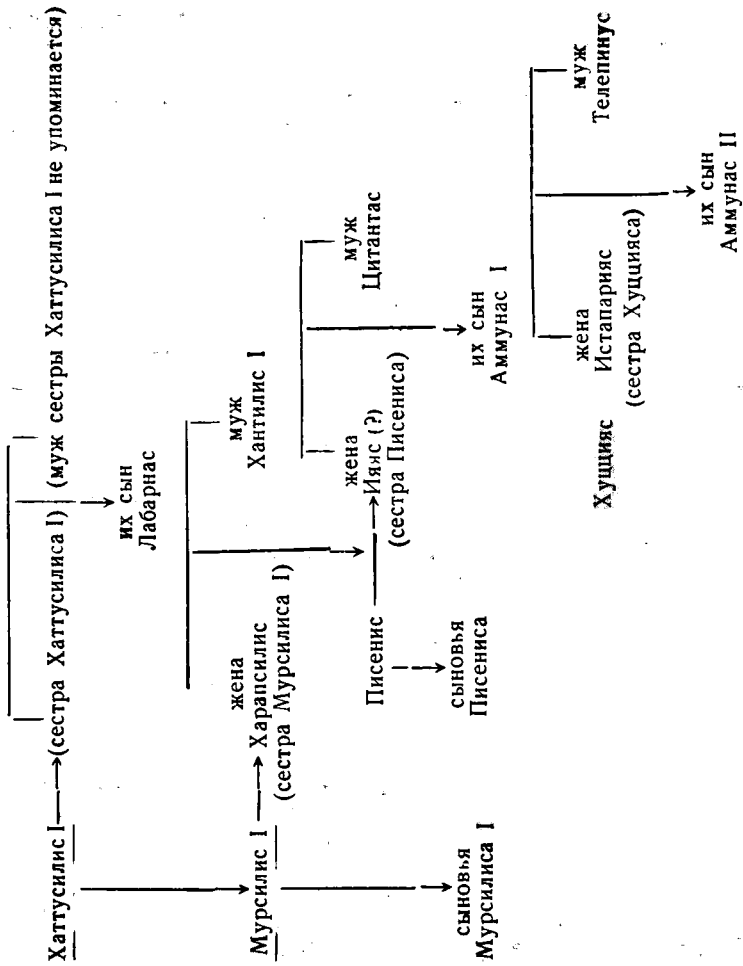 Хаттусилис I → (сестра Хаттусилиса I) (муж сестры Хаттусилиса I не упоминается)
их сын
Лабарнас
Мурсилис I
жена
→ Харапсилис
(сестра Мурсилиса I)
муж
Хантилис I
сыновья
Мурсилиса I
Писенис
жена
→ Ияяс (?)
(сестра Писениса)
муж
Цитантас
сыновья
Писениса
их сын
Аммунас I
Хуццияс
жена
Истапарияс
(сестра Хуццияса)
муж
Телепинус
их сын
Аммунас II